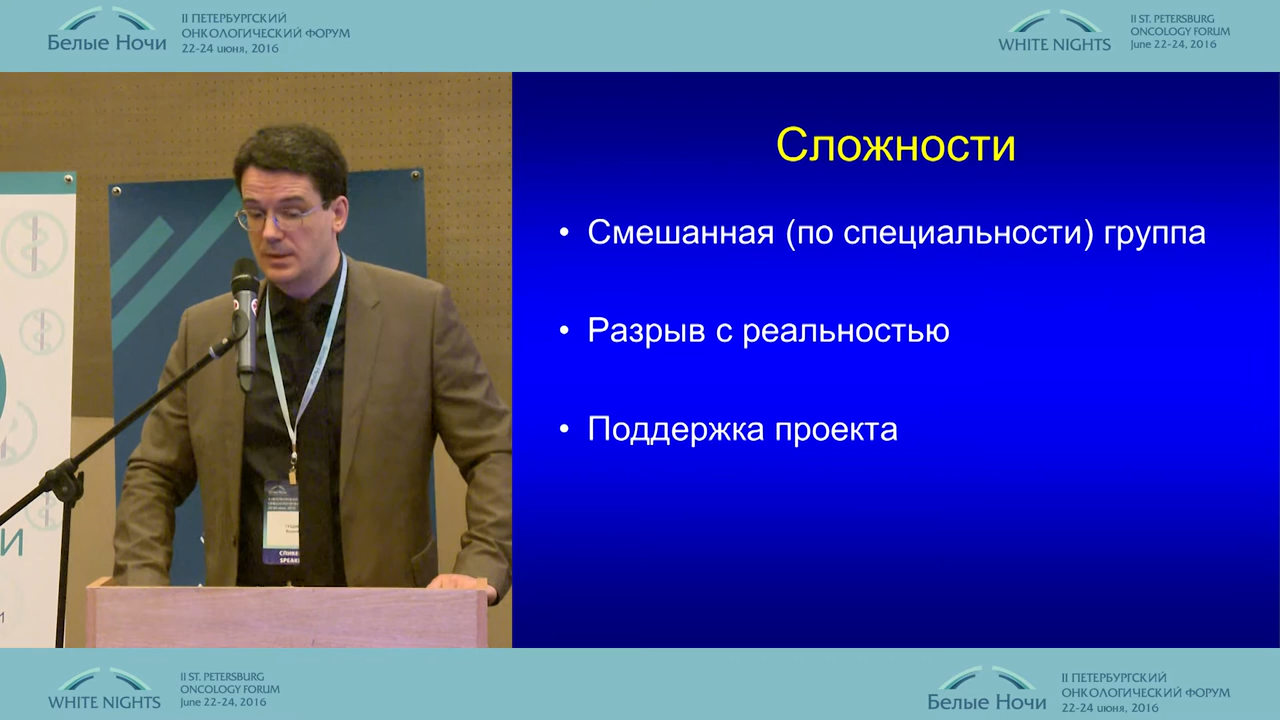 Белые Ночи
II ПЕТЕРБУРГСКИЙ
ОНКОЛОГИЧЕСКИЙ ФОРУМ
22-24 июня, 2016
WHITE NIGHTS
II ST. PETERSBURG
ONCOLOGY FORUM
June 22-24, 2016
Сложности
• Смешанная (по специальности) группа
• Разрыв с реальностью
• Поддержка проекта
WHITE NIGHTS
II ST. PETERSBURG
ONCOLOGY FORUM
June 22-24, 2016
Белые Ночи
II ПЕТЕРБУРГСКИЙ
ОНКОЛОГИЧЕСКИЙ ФОРУМ
22-24 июня, 2016